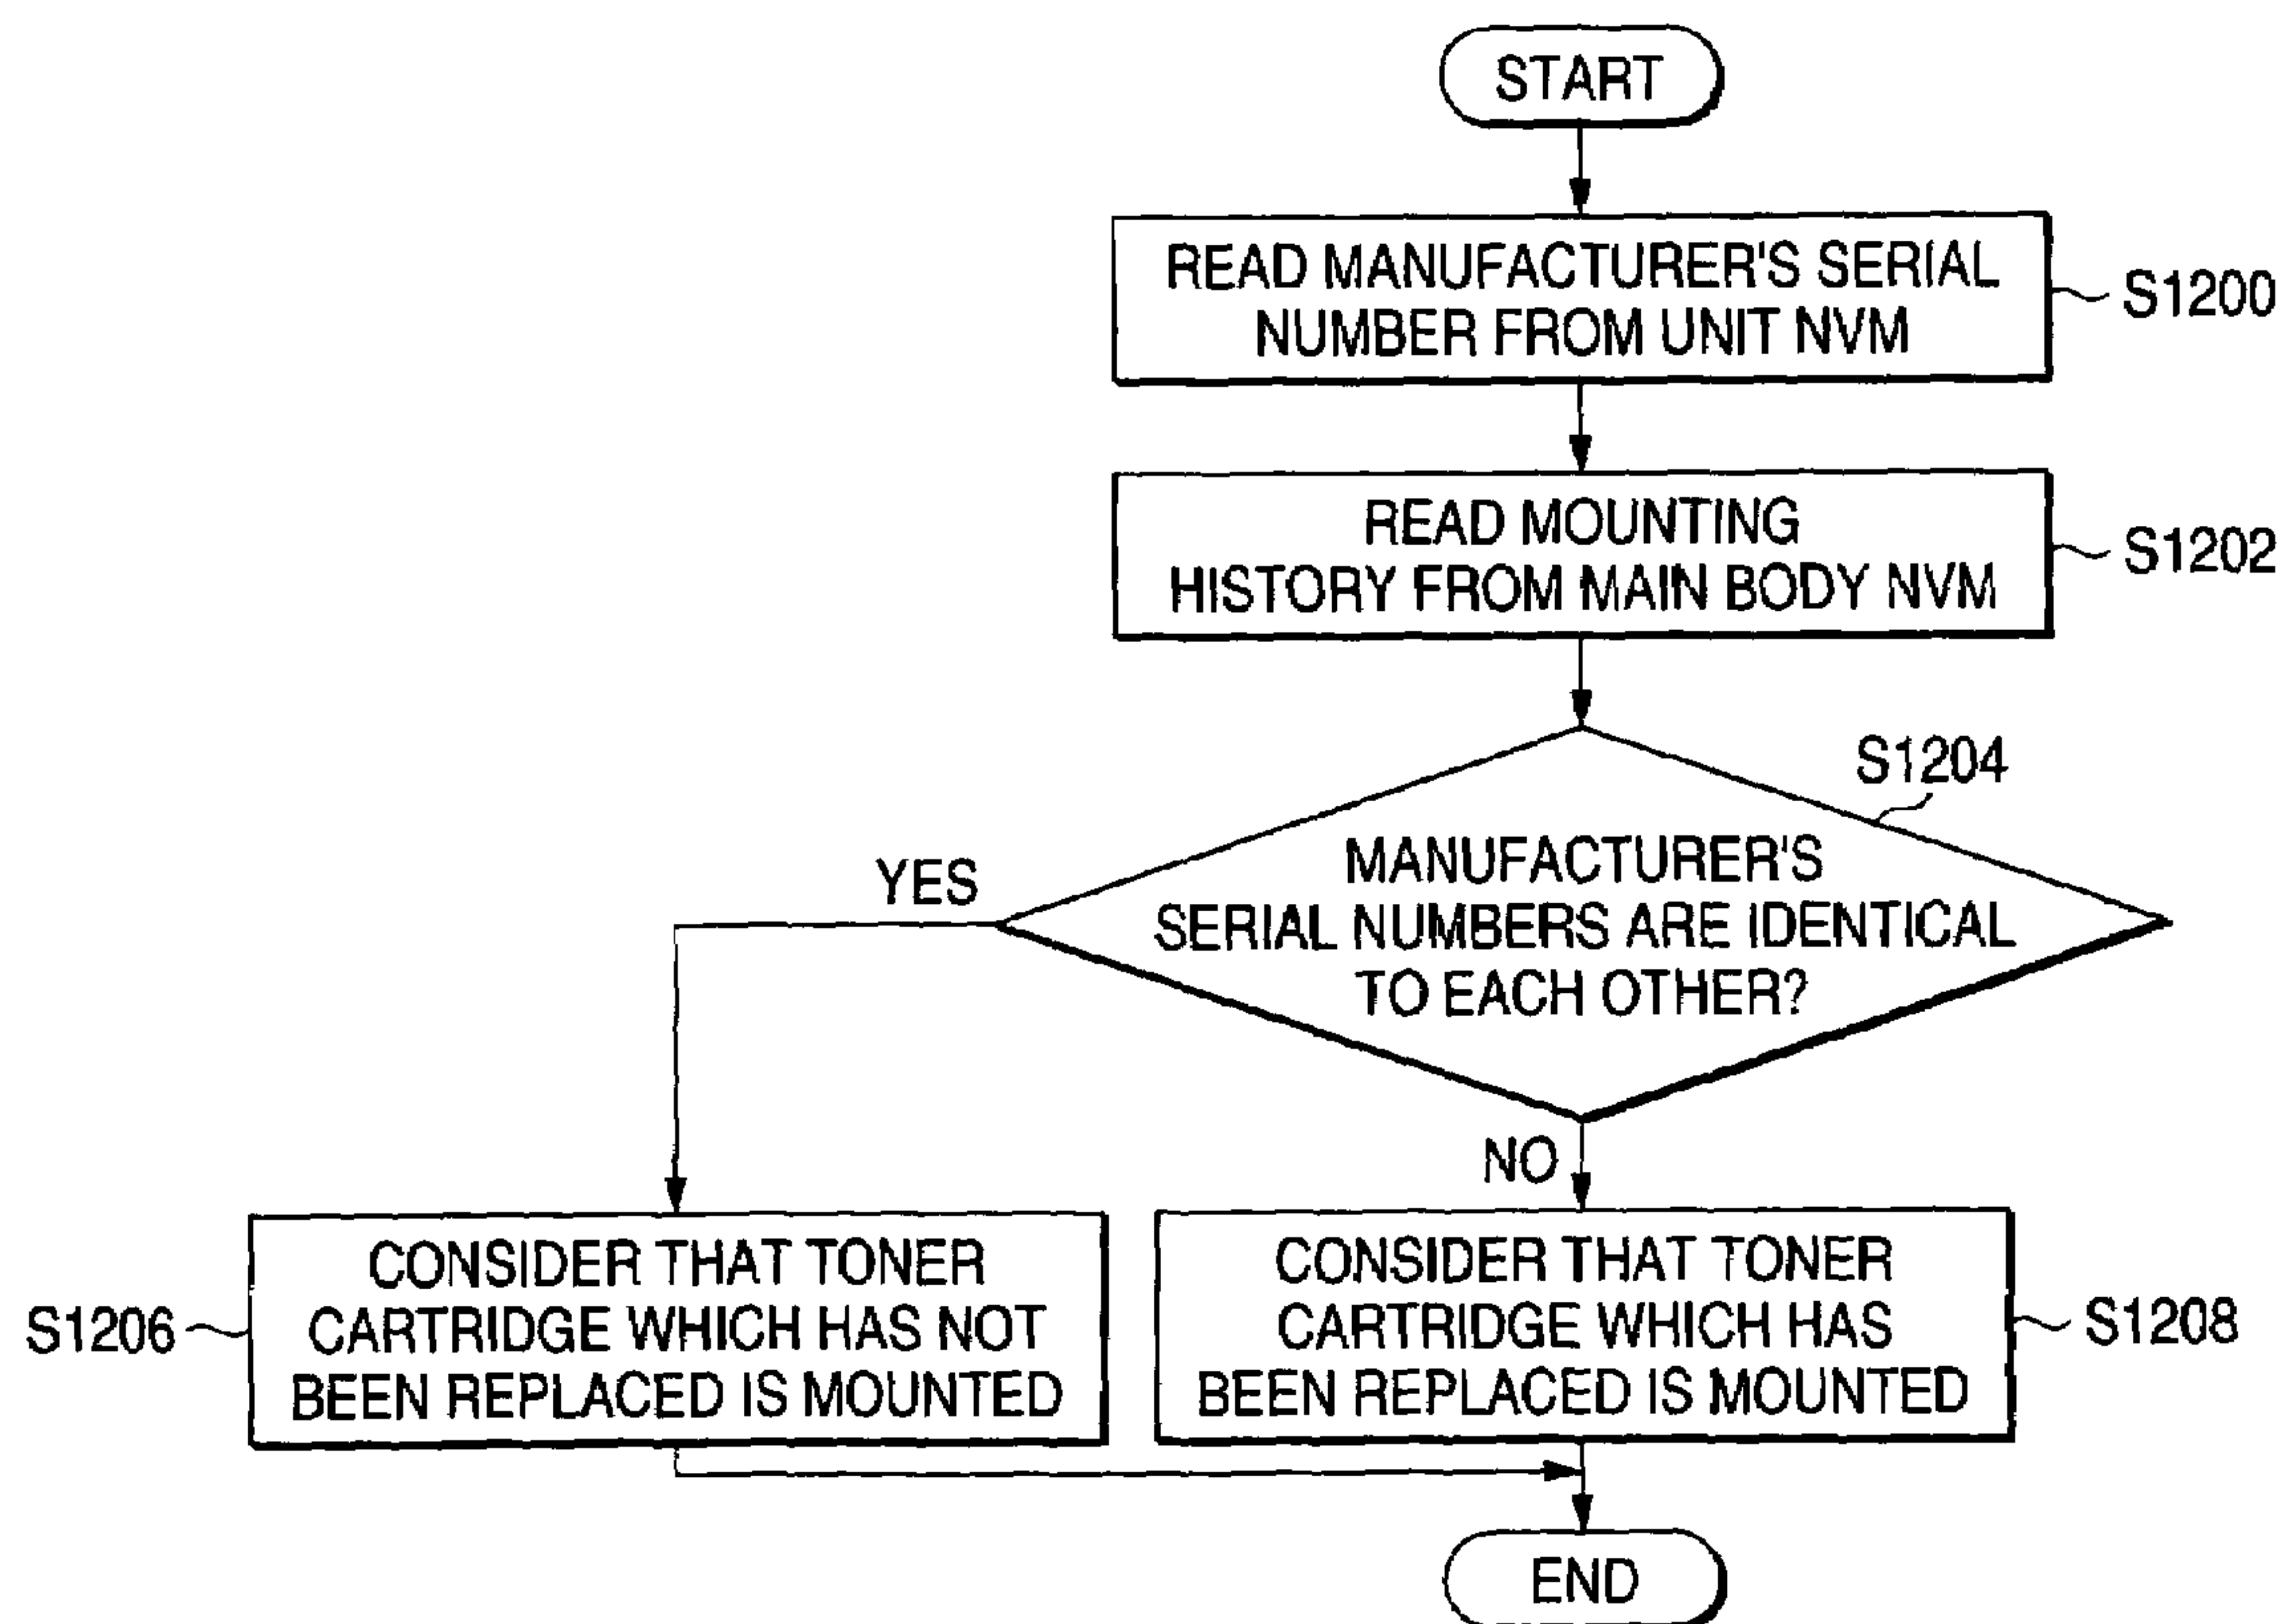 START
READ MANUFACTURER'S SERIAL
NUMBER FROM UNIT NVM
S1200
READ MOUNTING
HISTORY FROM MAIN BODY NVM
S1202
S1204
MANUFACTURER'S
SERIAL NUMBERS ARE IDENTICAL
TO EACH OTHER?
YES
NO
CONSIDER THAT TONER
CARTRIDGE WHICH HAS NOT
BEEN REPLACED IS MOUNTED
S1206
CONSIDER THAT TONER
CARTRIDGE WHICH HAS
BEEN REPLACED IS MOUNTED
S1208
END